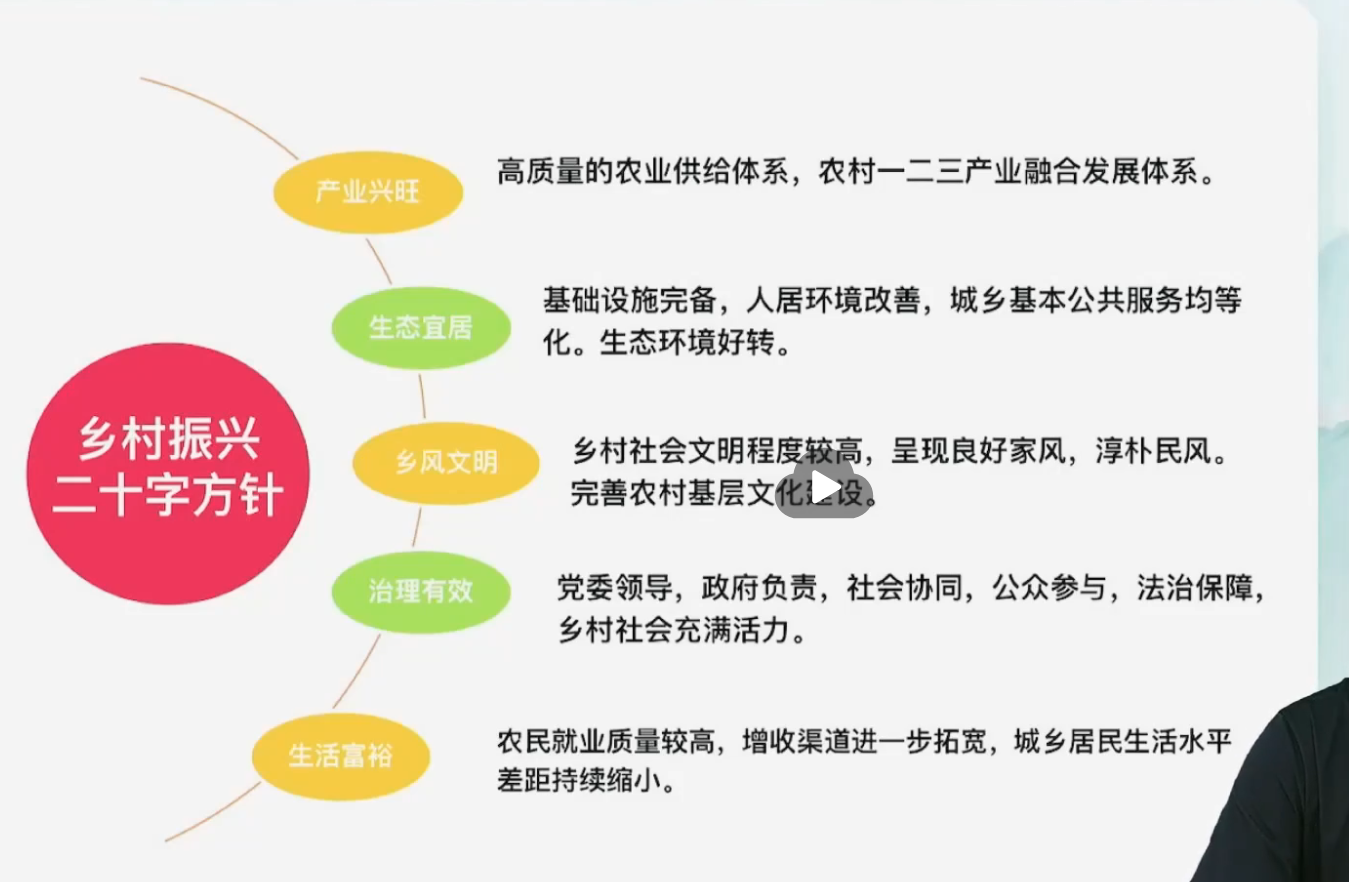 产业兴旺
高质量的农业供给体系，农村一二三产业融合发展体系。
生态宜居
基础设施完备，人居环境改善，城乡基本公共服务均等
化。生态环境好转。
乡村振兴
二十字方针
乡风文明
乡村社会文明程度较高，呈现良好家风，淳朴民风。
完善农村基层文化建设。
治理有效
党委领导，政府负责，社会协同，公众参与，法治保障，
乡村社会充满活力。
生活富裕
农民就业质量较高，增收渠道进一步拓宽，城乡居民生活水平
差距持续缩小。